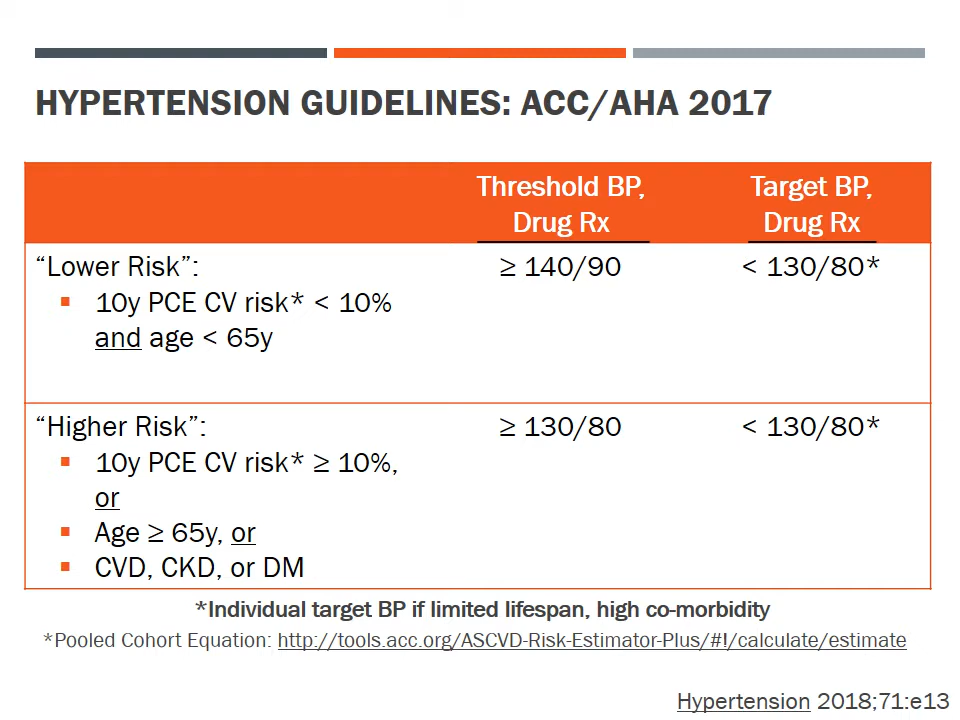 HYPERTENSION GUIDELINES: ACC/AHA 2017
Threshold BP,
Drug Rx
Target BP,
Drug Rx
“Lower Risk”:
≥ 140/90
< 130/80*
▪ 10y PCE CV risk* < 10%
and age < 65y
“Higher Risk”:
≥ 130/80
< 130/80*
▪ 10y PCE CV risk* ≥ 10%,
or
▪ Age ≥ 65y, or
▪ CVD, CKD, or DM
*Individual target BP if limited lifespan, high co-morbidity
*Pooled Cohort Equation: http://tools.acc.org/ASCVD-Risk-Estimator-Plus/#!/calculate/estimate
Hypertension 2018;71:e13